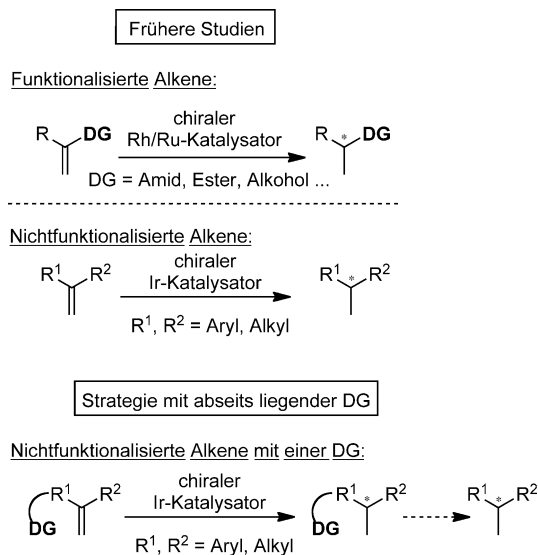 Frühere Studien
Funktionalisierte Alkene:
R DG
chiraler
Rh/Ru-Katalysator
R * DG
DG = Amid, Ester, Alkohol ...
Nichtfunktionalisierte Alkene:
R¹ R²
chiraler
Ir-Katalysator
R¹ * R²
R¹, R² = Aryl, Alkyl
Strategie mit abseits liegender DG
Nichtfunktionalisierte Alkene mit einer DG:
R¹ R²
DG
chiraler
Ir-Katalysator
R¹ * R²
DG
R¹ * R²
R¹, R² = Aryl, Alkyl